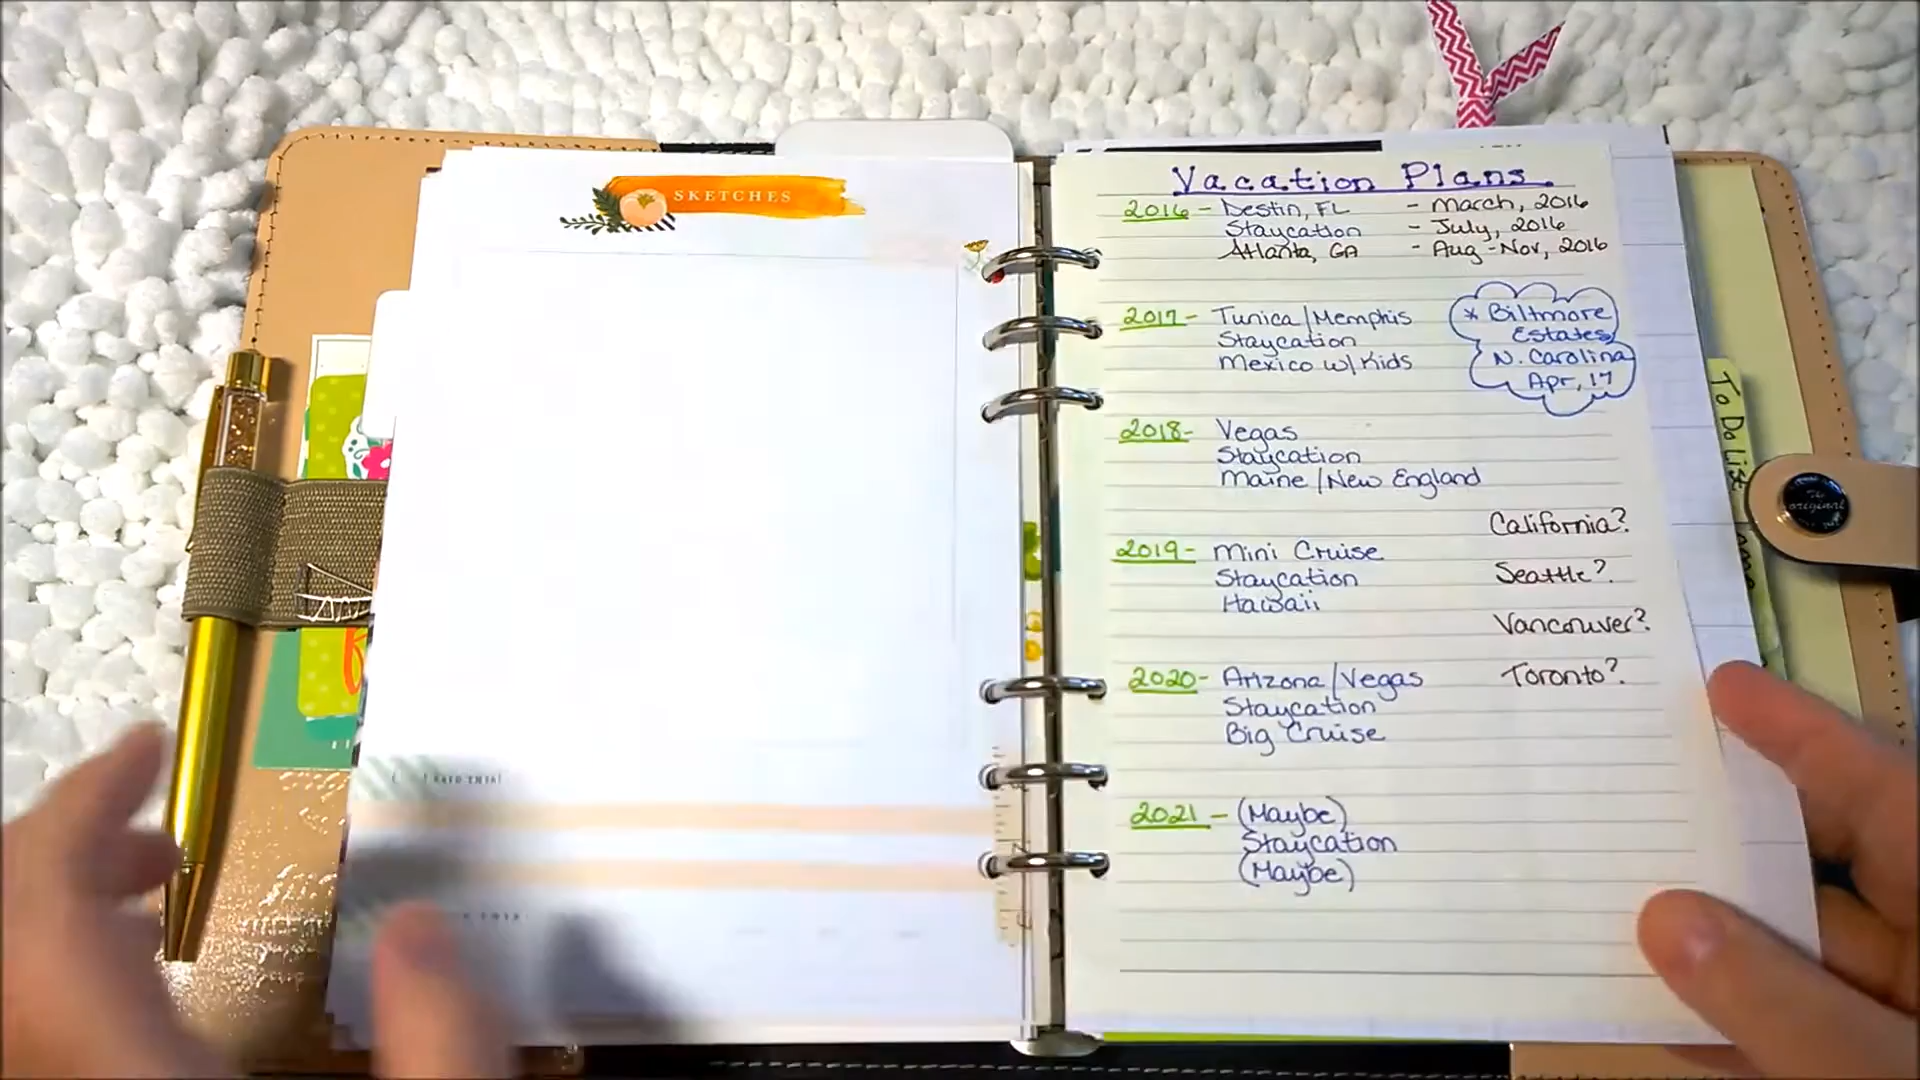 SKETCHES
Vacation Plans.
2016 - Destin, FL - March, 2016
Staycation - July, 2016
Atlanta, GA - Aug-Nov, 2016
2017 - Tunica/Memphis
Staycation
Mexico w/Kids
* Biltmore
Estates
N. Carolina
Apr, 17
2018 - Vegas
Staycation
Maine/New England
California?
2019 - Mini Cruise
Seattle?
Staycation
Hawaii
Vancouver?
2020 - Arizona/Vegas
Toronto?
Staycation
Big Cruise
2021 - (Maybe)
Staycation
(Maybe)
To Do List